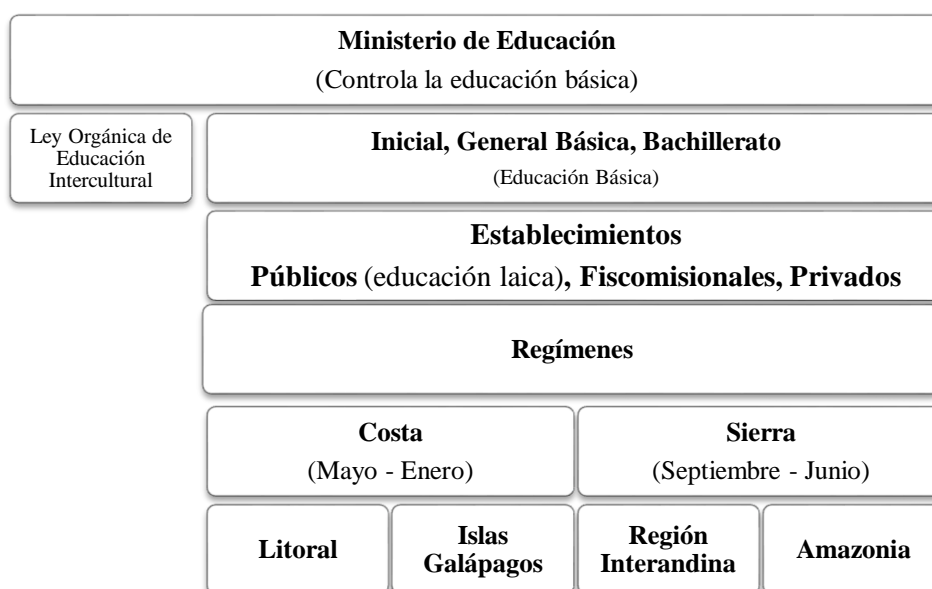 Ministerio de Educación
(Controla la educación básica)
Ley Orgánica de
Educación
Intercultural
Inicial, General Básica, Bachillerato
(Educación Básica)
Establecimientos
Públicos (educación laica), Fiscomisionales, Privados
Regímenes
Costa
(Mayo - Enero)
Sierra
(Septiembre - Junio)
Litoral
Islas
Galápagos
Región
Interandina
Amazonia